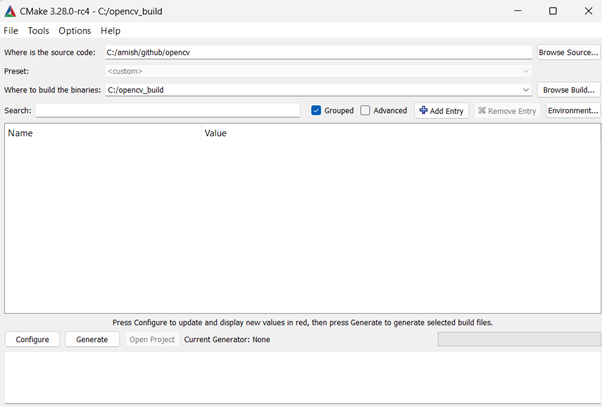 CMake 3.28.0-rc4 - C:/opencv_build
File Tools Options Help
Where is the source code: C:/amish/github/opencv Browse Source...
Preset: <custom>
Where to build the binaries: C:/opencv_build Browse Build...
Search: Grouped Advanced Add Entry Remove Entry Environment...
Name Value
Press Configure to update and display new values in red, then press Generate to generate selected build files.
Configure Generate Open Project Current Generator: None